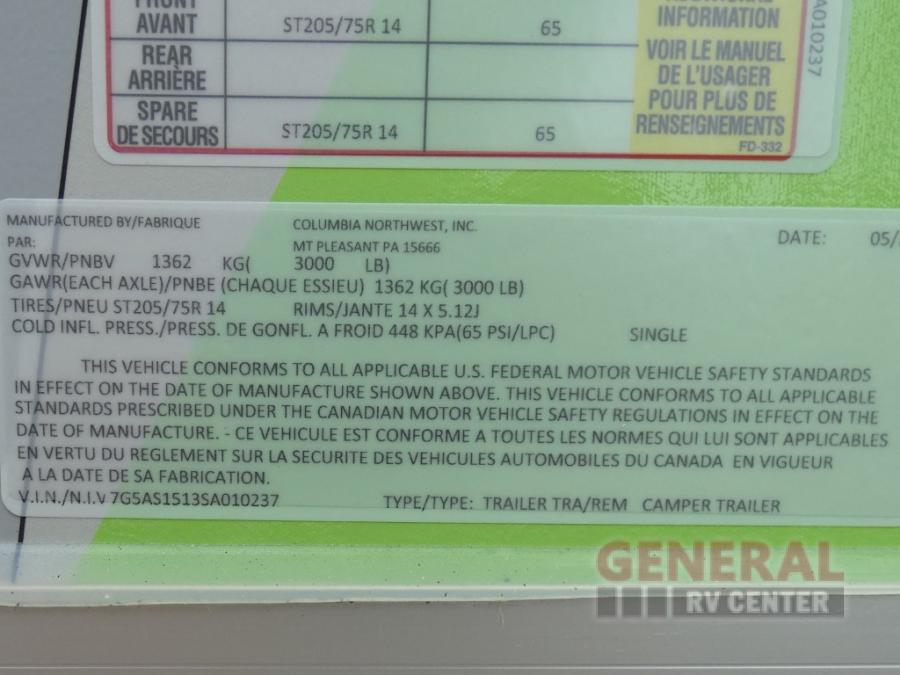 FRONT
AVANT ST205/75R 14 65
REAR
ARRIÈRE
SPARE
DE SECOURS ST205/75R 14 65
INFORMATION
VOIR LE MANUEL
DE L'USAGER
POUR PLUS DE
RENSEIGNEMENTS
FD-332
A010237
MANUFACTURED BY/FABRIQUE COLUMBIA NORTHWEST, INC.
PAR: MT PLEASANT PA 15666 DATE: 05/
GVWR/PNBV 1362 KG( 3000 LB)
GAWR(EACH AXLE)/PNBE (CHAQUE ESSIEU) 1362 KG( 3000 LB)
TIRES/PNEU ST205/75R 14 RIMS/JANTE 14 X 5.12J
COLD INFL. PRESS./PRESS. DE GONFL. A FROID 448 KPA(65 PSI/LPC) SINGLE
THIS VEHICLE CONFORMS TO ALL APPLICABLE U.S. FEDERAL MOTOR VEHICLE SAFETY STANDARDS
IN EFFECT ON THE DATE OF MANUFACTURE SHOWN ABOVE. THIS VEHICLE CONFORMS TO ALL APPLICABLE
STANDARDS PRESCRIBED UNDER THE CANADIAN MOTOR VEHICLE SAFETY REGULATIONS IN EFFECT ON THE
DATE OF MANUFACTURE. - CE VEHICULE EST CONFORME A TOUTES LES NORMES QUI LUI SONT APPLICABLES
EN VERTU DU REGLEMENT SUR LA SECURITE DES VEHICULES AUTOMOBILES DU CANADA EN VIGUEUR
A LA DATE DE SA FABRICATION.
V.I.N./N.I.V 7G5AS1513SA010237 TYPE/TYPE: TRAILER TRA/REM CAMPER TRAILER
GENERAL
RV CENTER